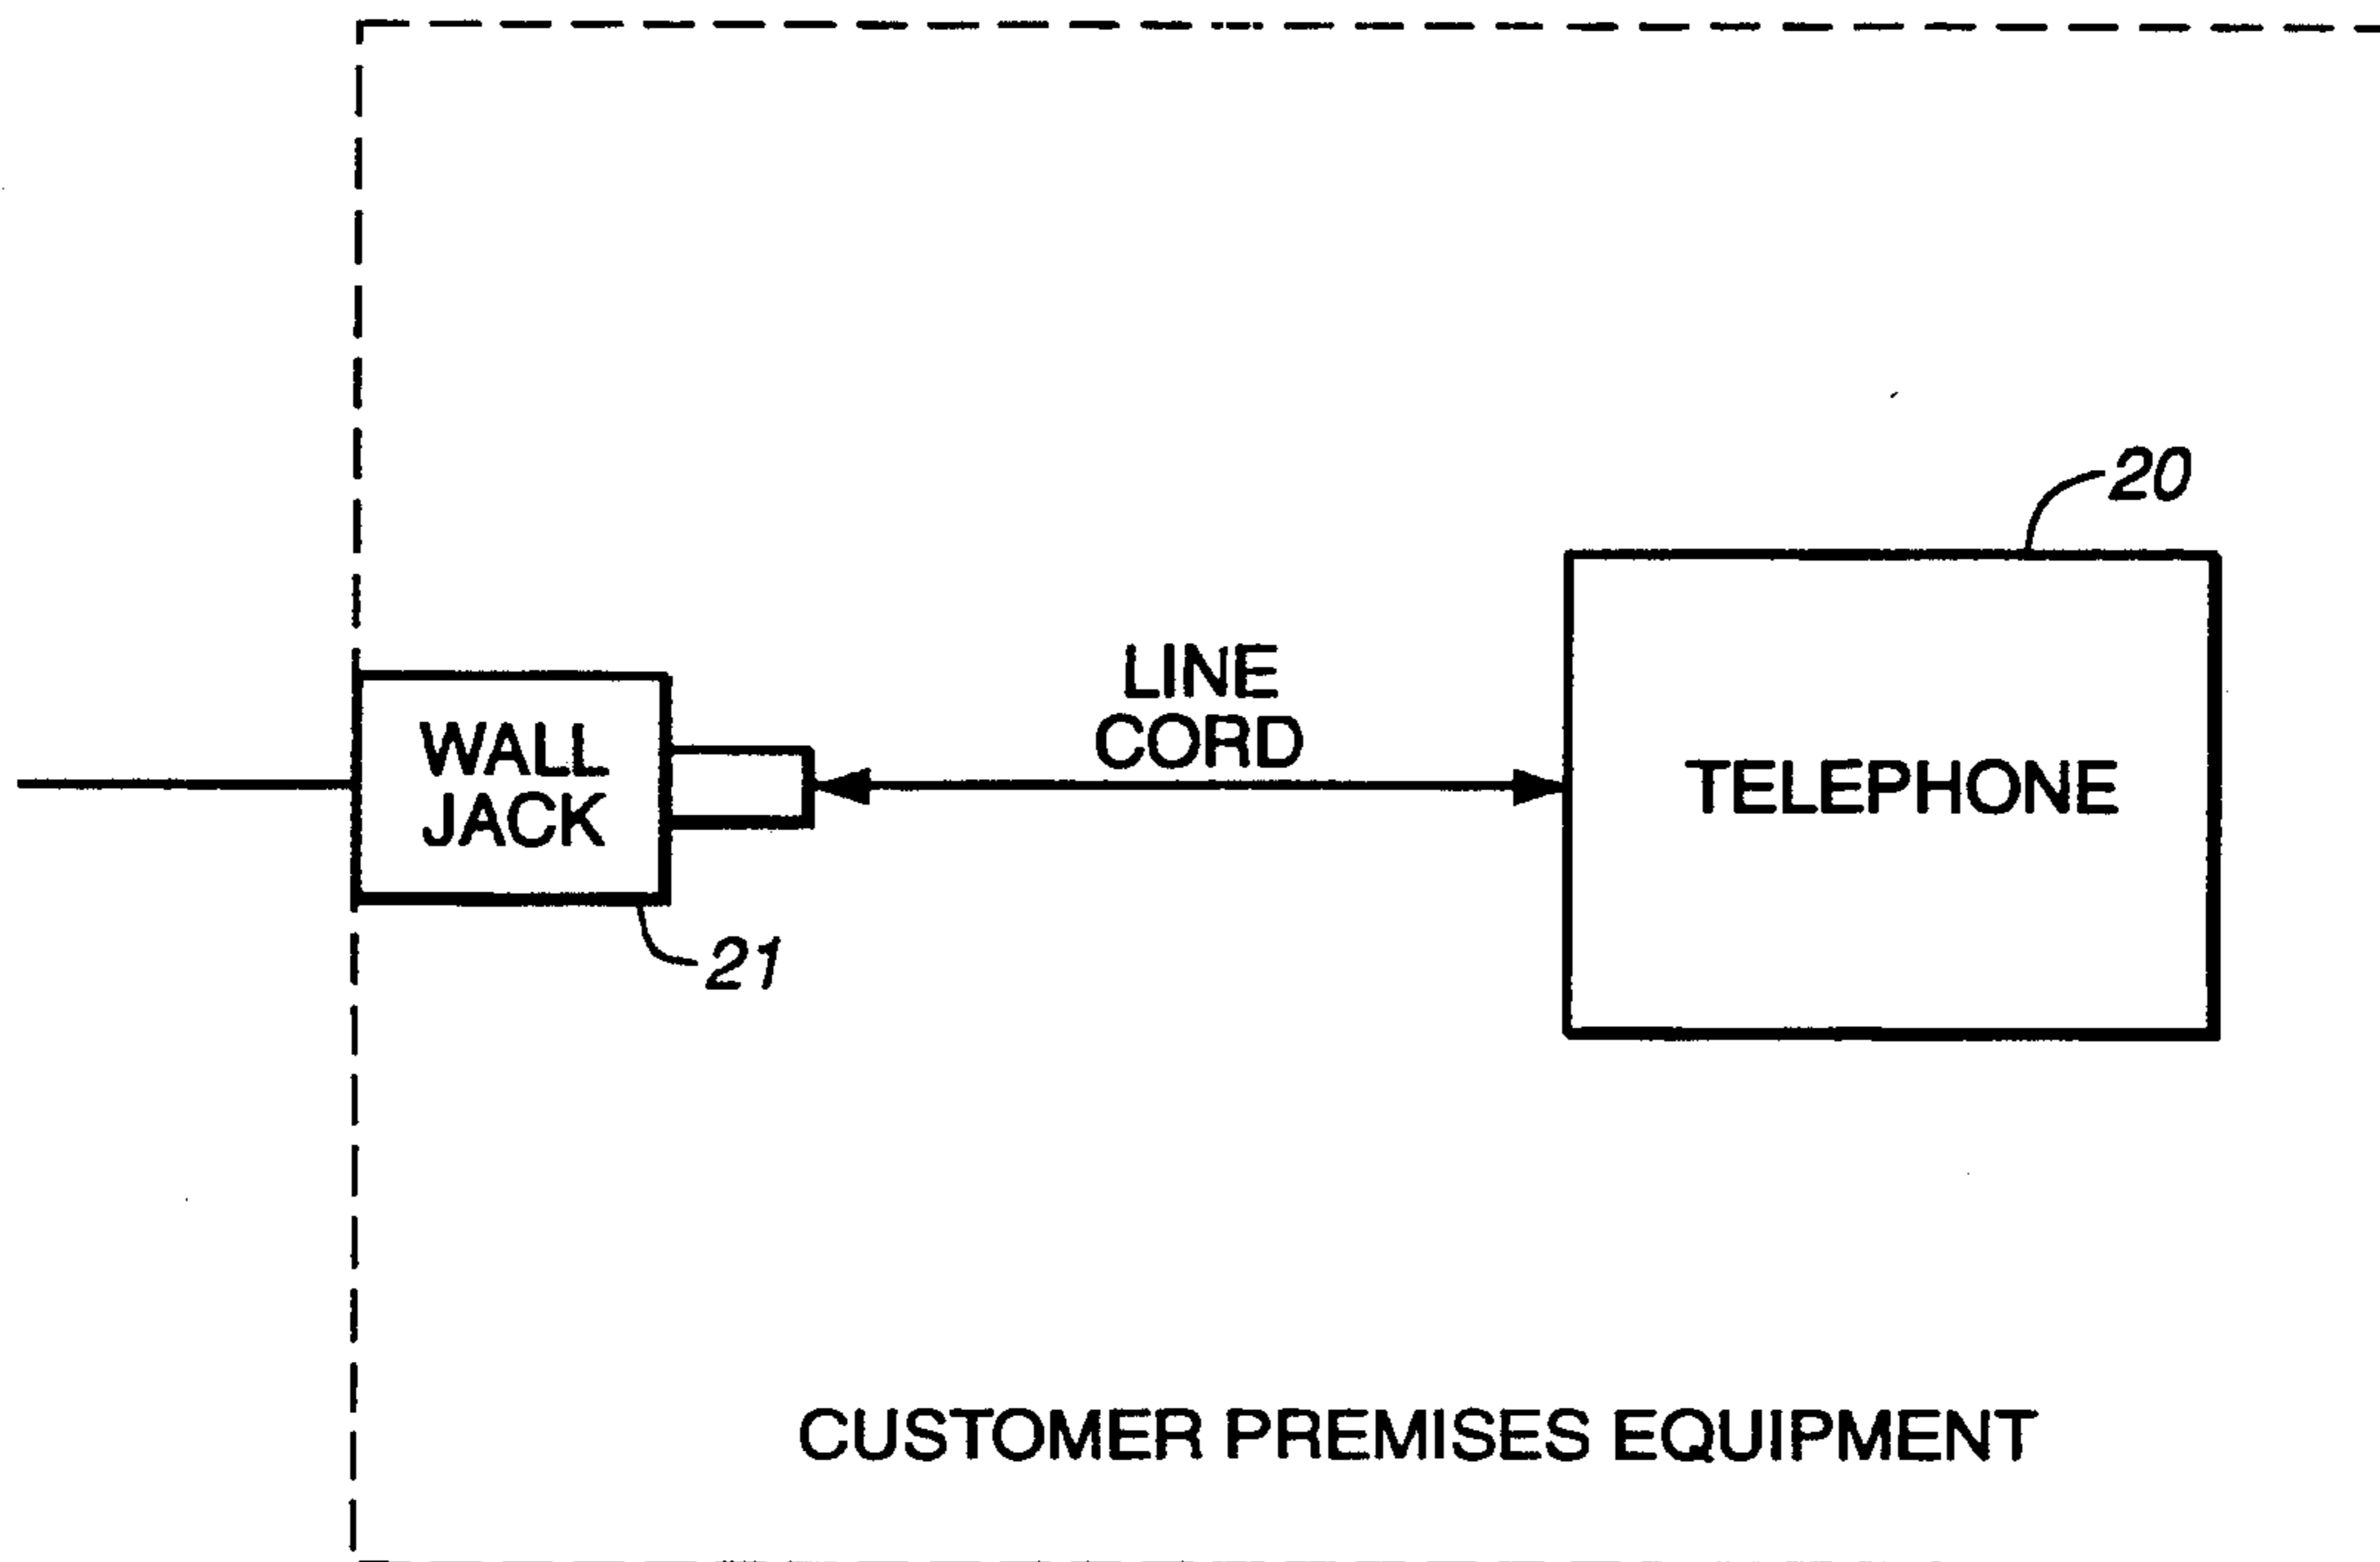 20
LINE
CORD
WALL
JACK
TELEPHONE
21
CUSTOMER PREMISES EQUIPMENT